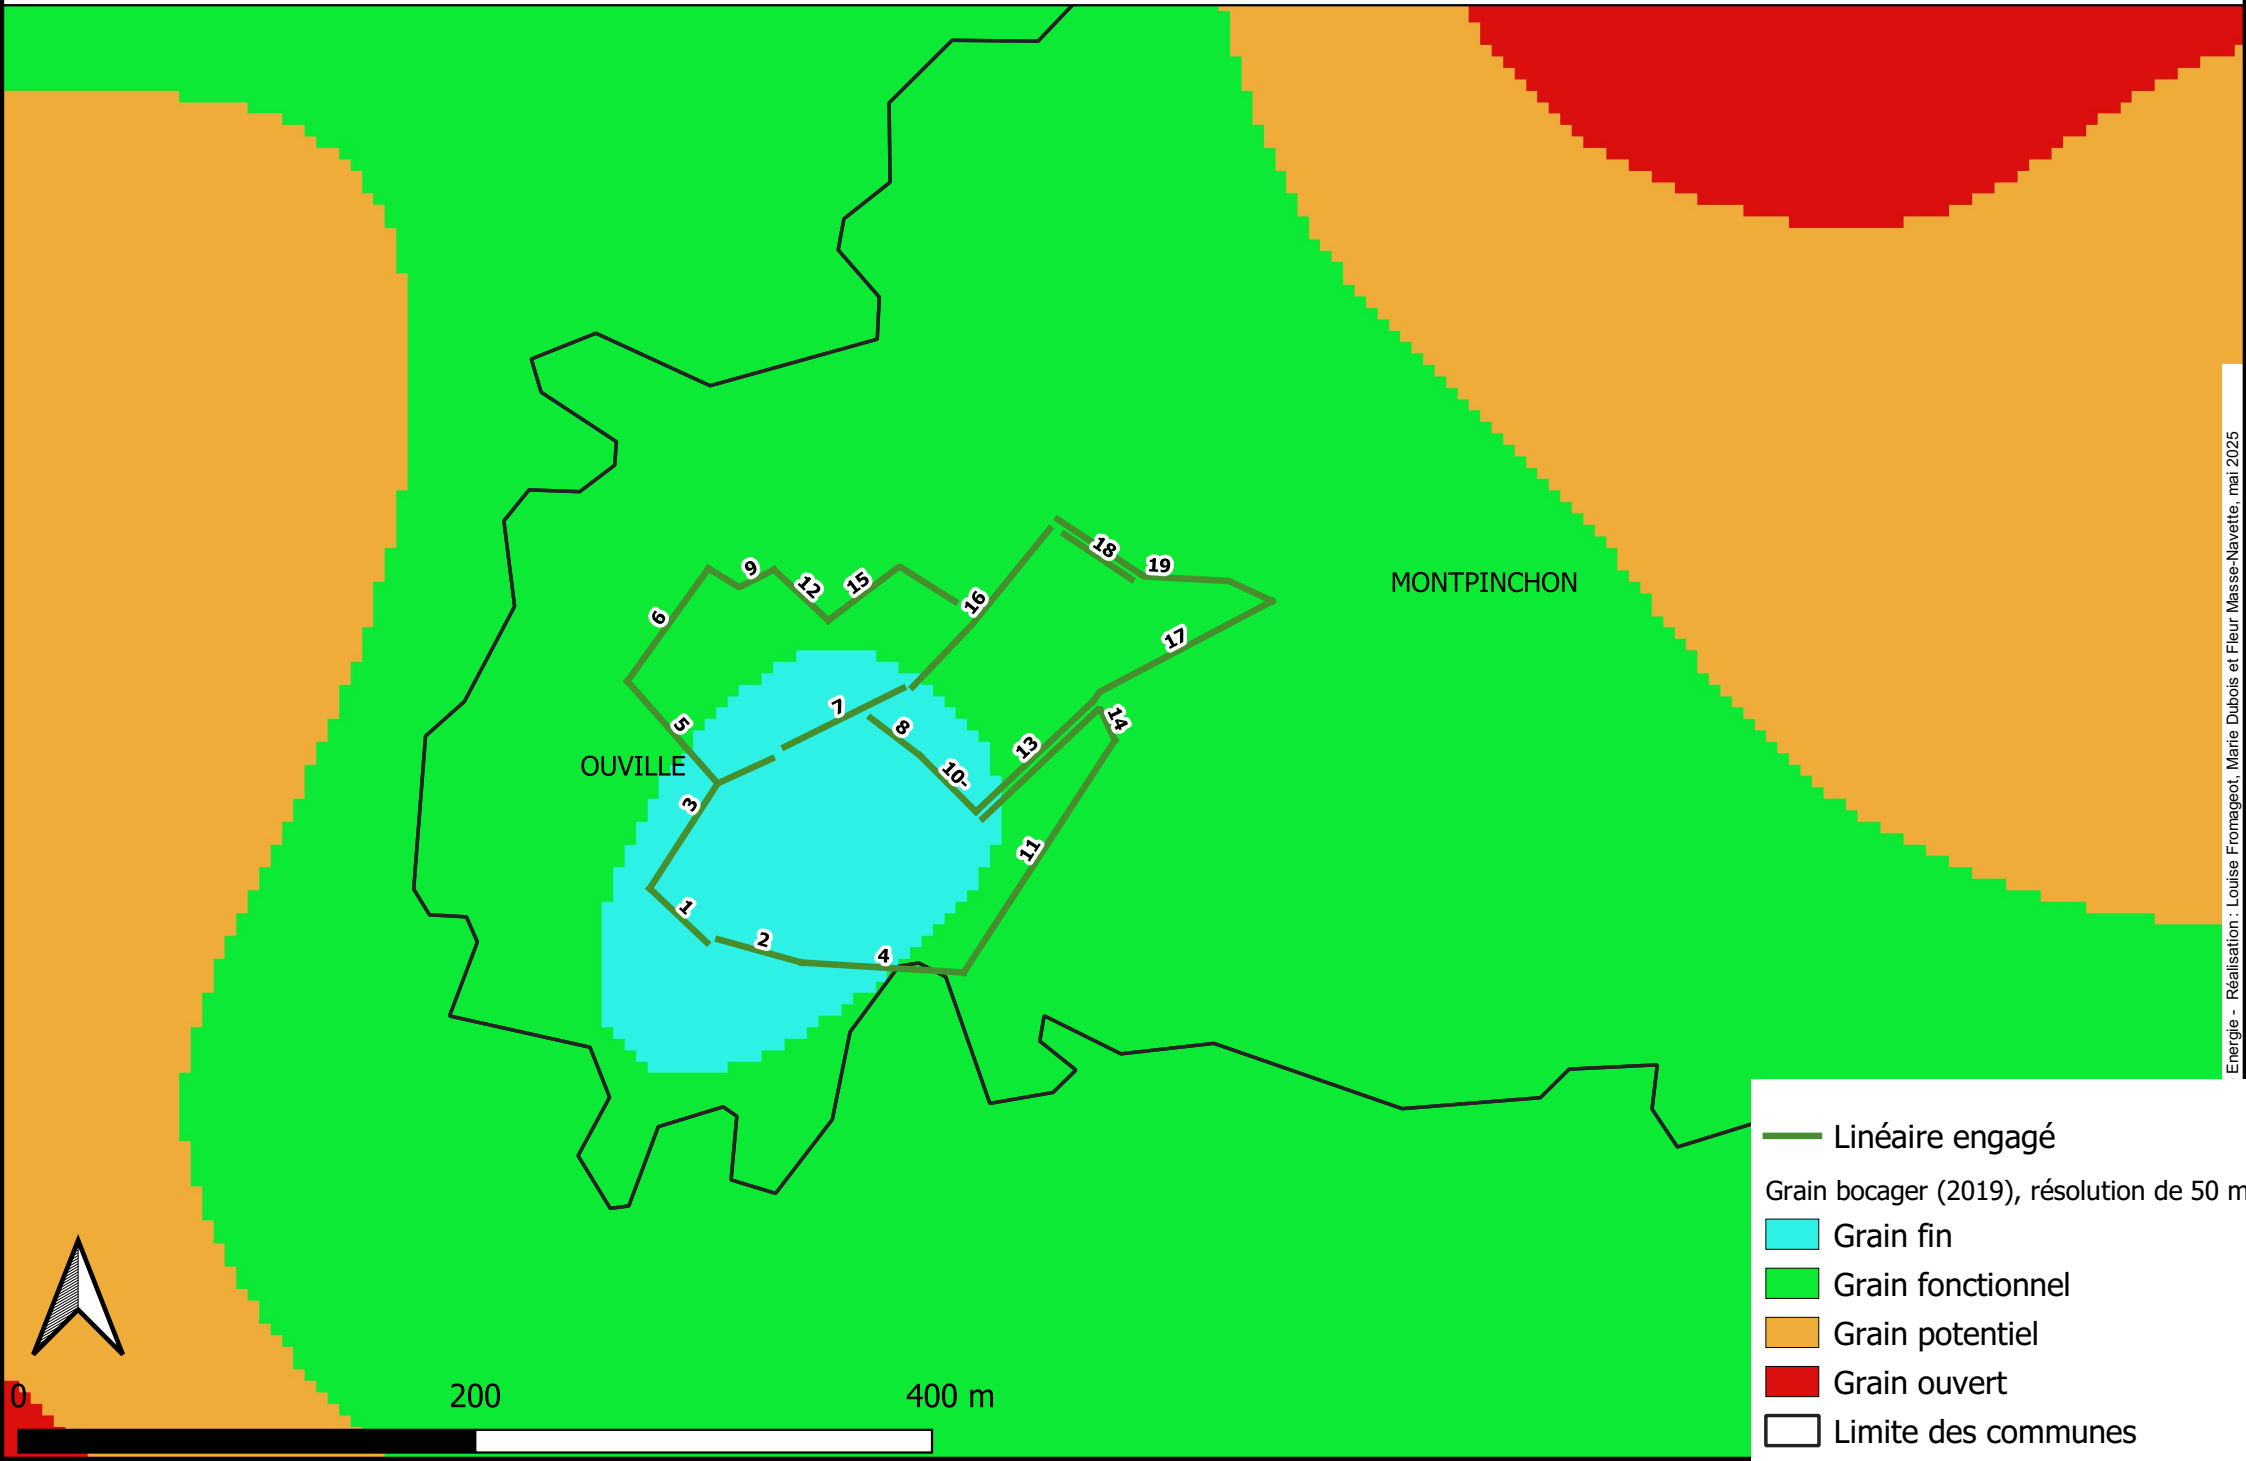 18
19
9
12
15
16
6
MONTPINCHON
17
5
7
8
14
OUVILLE
13
10-
3
11
1
2
4
Energie - Réalisation : Louise Fromageot, Marie Dubois et Fleur Masse-Navette, mai 2025
Linéaire engagé
Grain bocager (2019), résolution de 50 m
Grain fin
Grain fonctionnel
Grain potentiel
Grain ouvert
Limite des communes
0 200 400 m